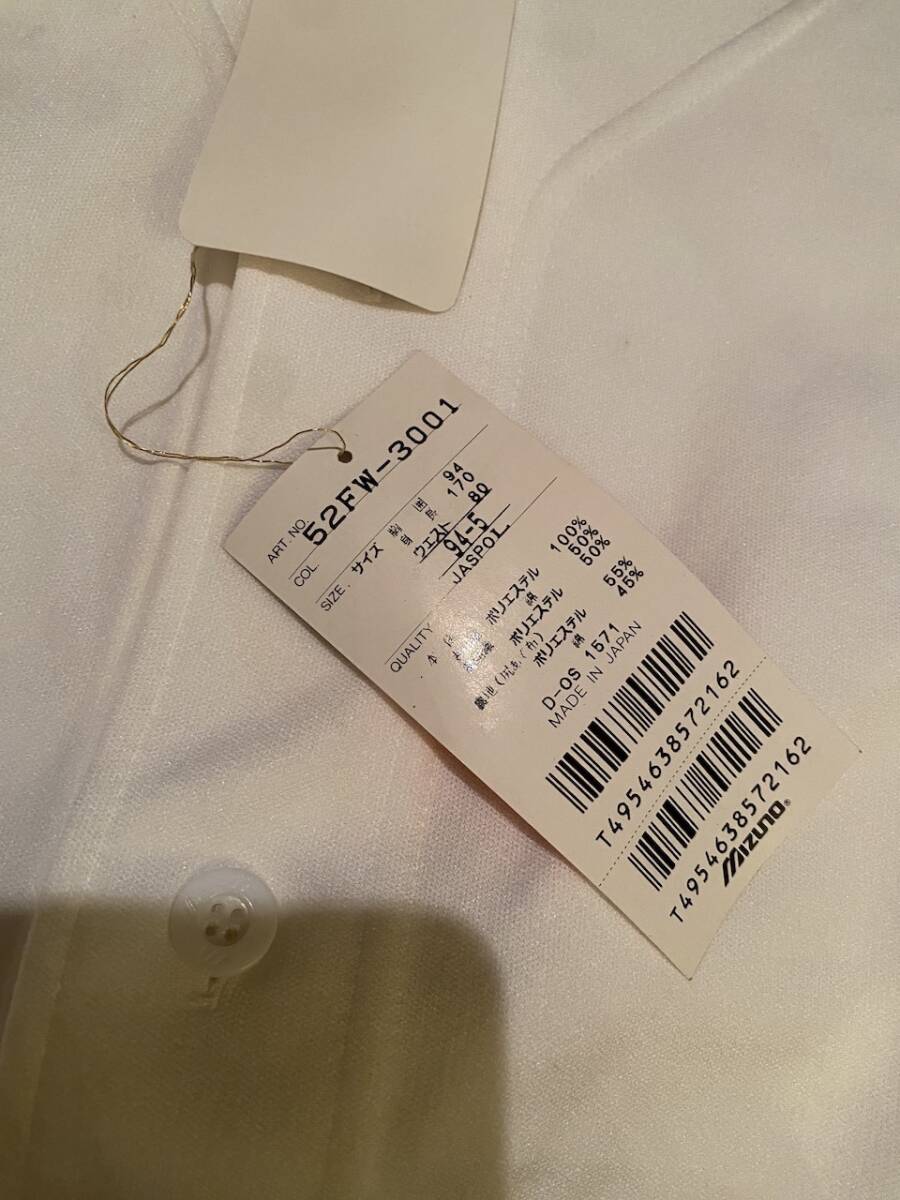 ART.NO. 52FW-3001
COL.
SIZE. サイズ 胸囲 94
身長 170
ウエスト 80
94-5
JASPOL
QUALITY
本 ポリエステル 100%
綿 50%
ポリエステル 50%
ポリエステル 55%
綿 45%
D-OS 1571
MADE IN JAPAN
T4954638572162
T4954638572162
MIZUNO®